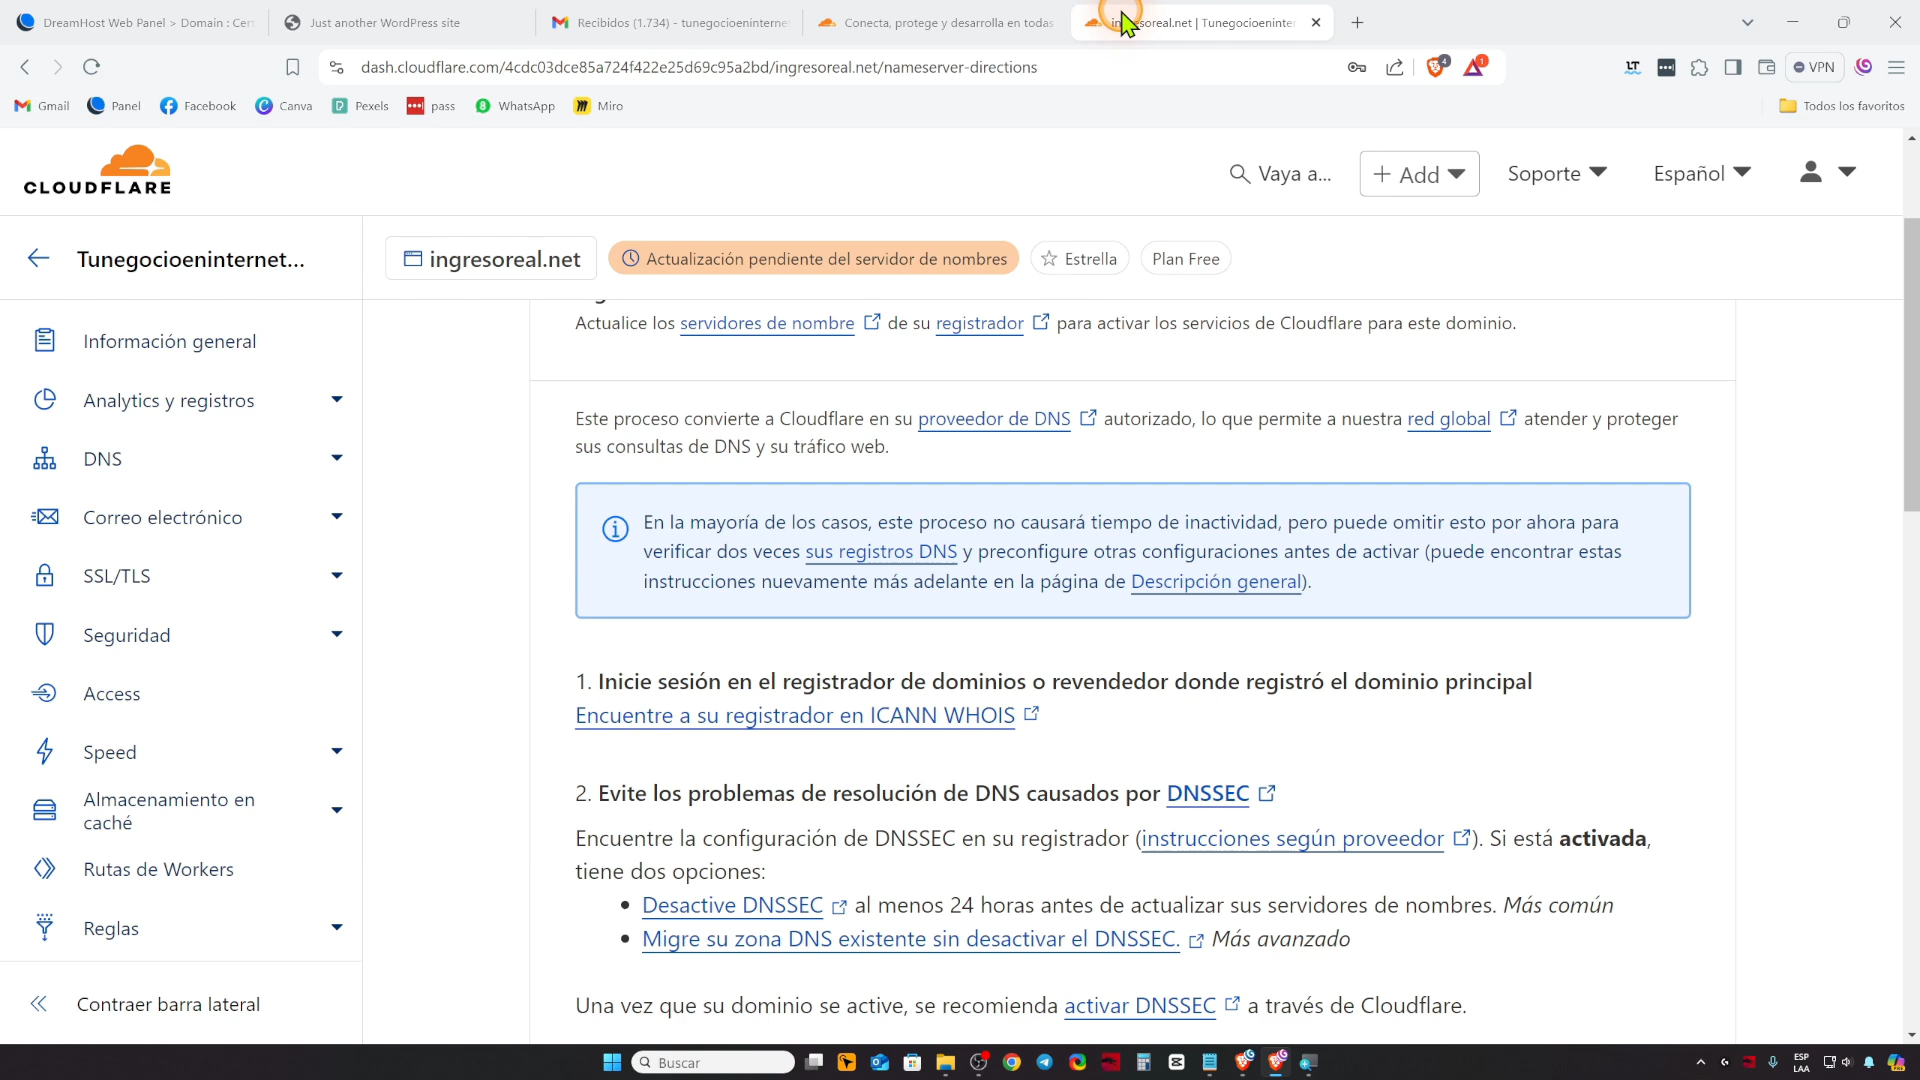 DreamHost Web Panel > Domain : Cer
Just another WordPress site
Recibidos (1.734) - tunegocioeninterne
Conecta, protege y desarrolla en todas
soreal.net | Tunegocioeninter
dash.cloudflare.com/4cdc03dce85a724f422e25d69c95a2bd/ingresoreal.net/nameserver-directions
4
1
VPN
Gmail
Panel
Facebook
Canva
Pexels
pass
WhatsApp
Miro
Todos los favoritos
CLOUDFLARE
Vaya a...
+ Add
Soporte
Español
Tunegocioeninternet...
ingresoreal.net
Actualización pendiente del servidor de nombres
Estrella
Plan Free
Información general
Analytics y registros
DNS
Correo electrónico
SSL/TLS
Seguridad
Access
Speed
Almacenamiento en
caché
Rutas de Workers
Reglas
Contraer barra lateral
Actualice los servidores de nombre de su registrador para activar los servicios de Cloudflare para este dominio.
Este proceso convierte a Cloudflare en su proveedor de DNS autorizado, lo que permite a nuestra red global atender y proteger
sus consultas de DNS y su tráfico web.
En la mayoría de los casos, este proceso no causará tiempo de inactividad, pero puede omitir esto por ahora para
verificar dos veces sus registros DNS y preconfigure otras configuraciones antes de activar (puede encontrar estas
instrucciones nuevamente más adelante en la página de Descripción general).
1. Inicie sesión en el registrador de dominios o revendedor donde registró el dominio principal
Encuentre a su registrador en ICANN WHOIS
2. Evite los problemas de resolución de DNS causados por DNSSEC
Encuentre la configuración de DNSSEC en su registrador (instrucciones según proveedor). Si está activada,
tiene dos opciones:
• Desactive DNSSEC al menos 24 horas antes de actualizar sus servidores de nombres. Más común
• Migre su zona DNS existente sin desactivar el DNSSEC. Más avanzado
Una vez que su dominio se active, se recomienda activar DNSSEC a través de Cloudflare.
Buscar
ESP
LAA